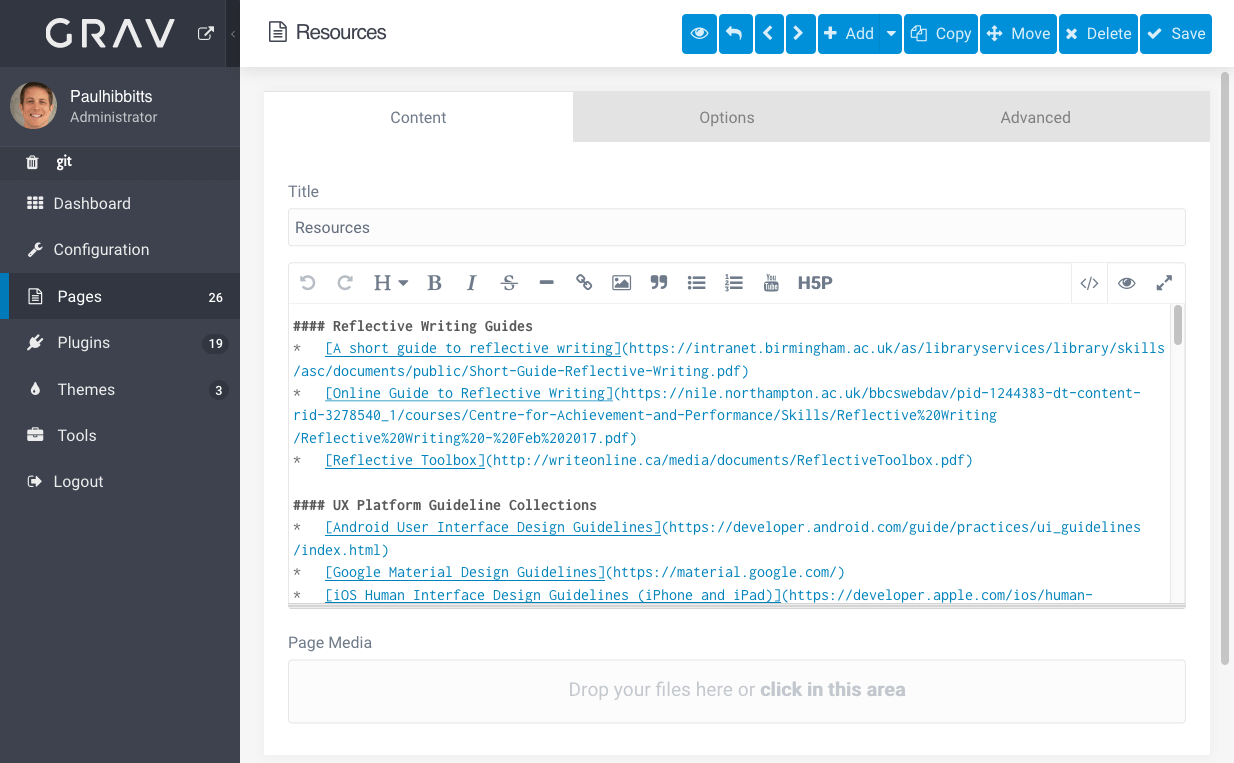 GRAV
Resources
Add
Copy
Move
Delete
Save
Paulhibbitts
Administrator
git
Dashboard
Configuration
Pages 26
Plugins 19
Themes 3
Tools
Logout
Content
Options
Advanced
Title
Resources
H B I S You Tube H5P </>
#### Reflective Writing Guides
* [A short guide to reflective writing](https://intranet.birmingham.ac.uk/as/libraryservices/library/skills
/asc/documents/public/Short-Guide-Reflective-Writing.pdf)
* [Online Guide to Reflective Writing](https://nile.northampton.ac.uk/bbcswebdav/pid-1244383-dt-content-
rid-3278540_1/courses/Centre-for-Achievement-and-Performance/Skills/Reflective%20Writing
/Reflective%20Writing%20-%20Feb%202017.pdf)
* [Reflective Toolbox](http://writeonline.ca/media/documents/ReflectiveToolbox.pdf)
#### UX Platform Guideline Collections
* [Android User Interface Design Guidelines](https://developer.android.com/guide/practices/ui_guidelines
/index.html)
* [Google Material Design Guidelines](https://material.google.com/)
* [iOS Human Interface Design Guidelines (iPhone and iPad)](https://developer.apple.com/ios/human-
Page Media
Drop your files here or click in this area